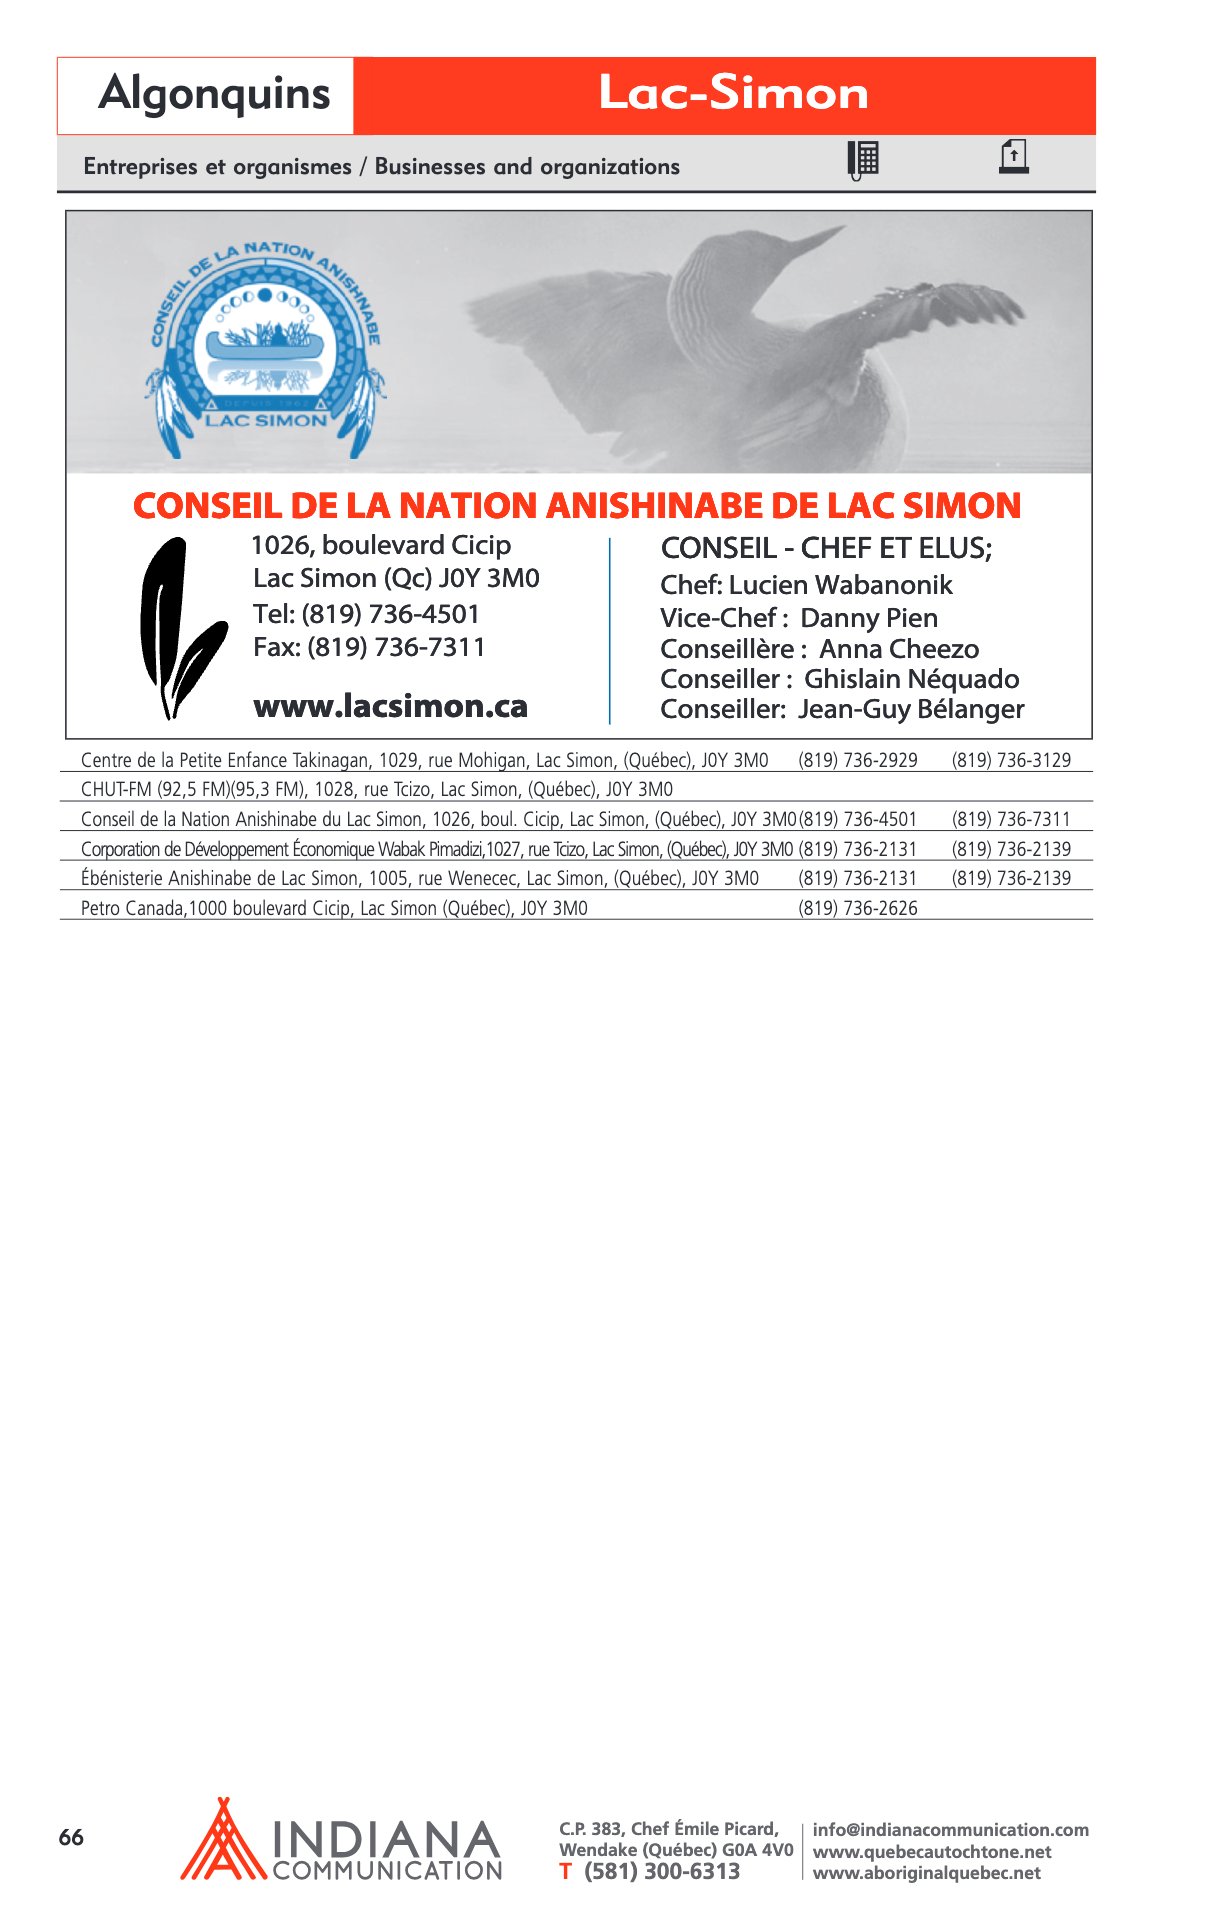 Algonquins
Lac-Simon
Entreprises et organismes / Businesses and organizations
CONSEIL DE LA NATION ANISHNABE
DEPUIS 1962
LAC SIMON
CONSEIL DE LA NATION ANISHINABE DE LAC SIMON
1026, boulevard Cicip
Lac Simon (Qc) J0Y 3M0
Tel: (819) 736-4501
Fax: (819) 736-7311
www.lacsimon.ca
CONSEIL - CHEF ET ELUS;
Chef: Lucien Wabanonik
Vice-Chef : Danny Pien
Conseillère : Anna Cheezo
Conseiller : Ghislain Néquado
Conseiller: Jean-Guy Bélanger
Centre de la Petite Enfance Takinagan, 1029, rue Mohigan, Lac Simon, (Québec), J0Y 3M0 (819) 736-2929 (819) 736-3129
CHUT-FM (92,5 FM)(95,3 FM), 1028, rue Tcizo, Lac Simon, (Québec), J0Y 3M0
Conseil de la Nation Anishinabe du Lac Simon, 1026, boul. Cicip, Lac Simon, (Québec), J0Y 3M0 (819) 736-4501 (819) 736-7311
Corporation de Développement Économique Wabak Pimadizi,1027, rue Tcizo, Lac Simon, (Québec), J0Y 3M0 (819) 736-2131 (819) 736-2139
Ébénisterie Anishinabe de Lac Simon, 1005, rue Wenecec, Lac Simon, (Québec), J0Y 3M0 (819) 736-2131 (819) 736-2139
Petro Canada,1000 boulevard Cicip, Lac Simon (Québec), J0Y 3M0 (819) 736-2626
66
INDIANA
COMMUNICATION
C.P. 383, Chef Émile Picard,
Wendake (Québec) G0A 4V0
T (581) 300-6313
info@indianacommunication.com
www.quebecautochtone.net
www.aboriginalquebec.net